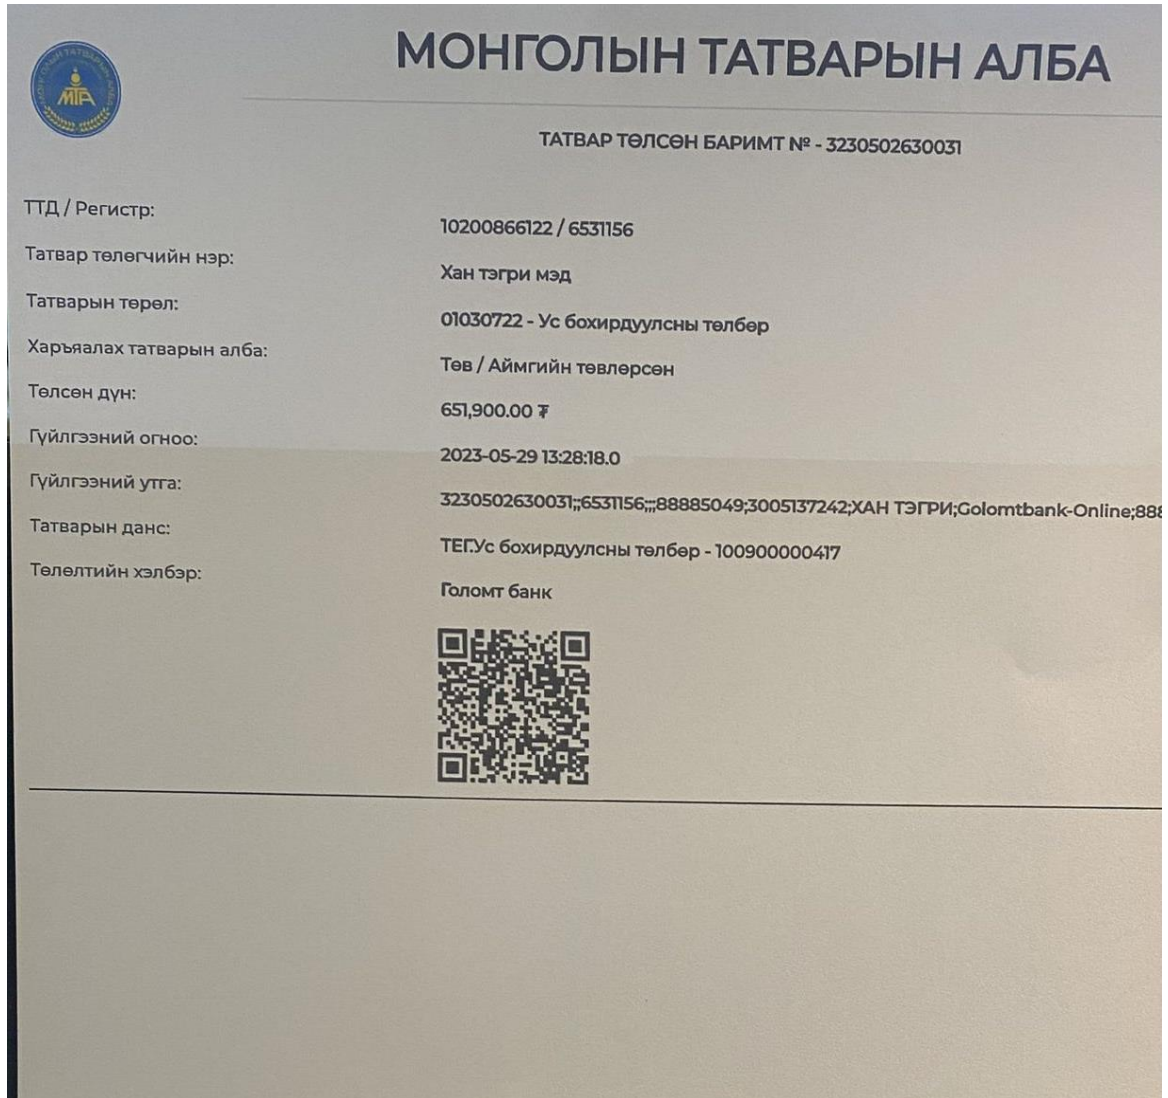 МОНГОЛЫН ТАТВАРЫН АЛБА
МТА
ТАТВАР ТӨЛСӨН БАРИМТ № - 3230502630031
ТТД / Регистр: 10200866122 / 6531156
Татвар төлөгчийн нэр: Хан тэгри мэд
Татварын төрөл: 01030722 - Ус бохирдуулсны төлбөр
Харъяалах татварын алба: Төв / Аймгийн төвлөрсөн
Төлсөн дүн: 651,900.00 ₮
Гүйлгээний огноо: 2023-05-29 13:28:18.0
Гүйлгээний утга: 3230502630031;;6531156;;;88885049;3005137242;ХАН ТЭГРИ;Golomtbank-Online;888
Татварын данс: ТЕГ.Ус бохирдуулсны төлбөр - 100900000417
Төлөлтийн хэлбэр: Голомт банк